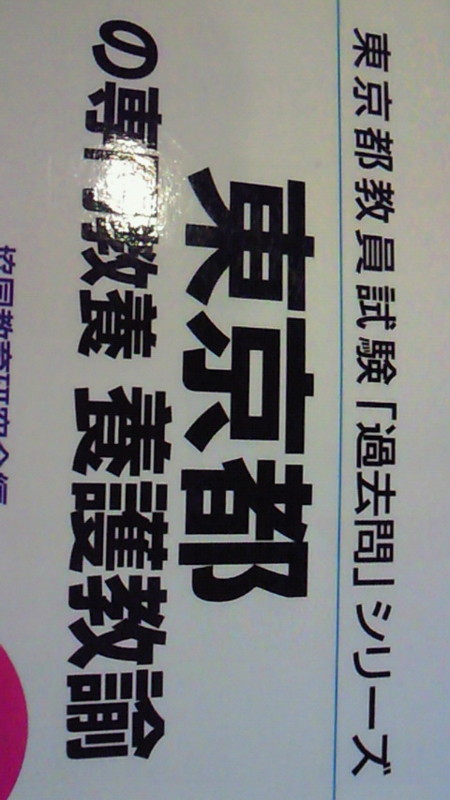 東京都教員試験「過去問」シリーズ
東京都
の専門教養 養護教諭